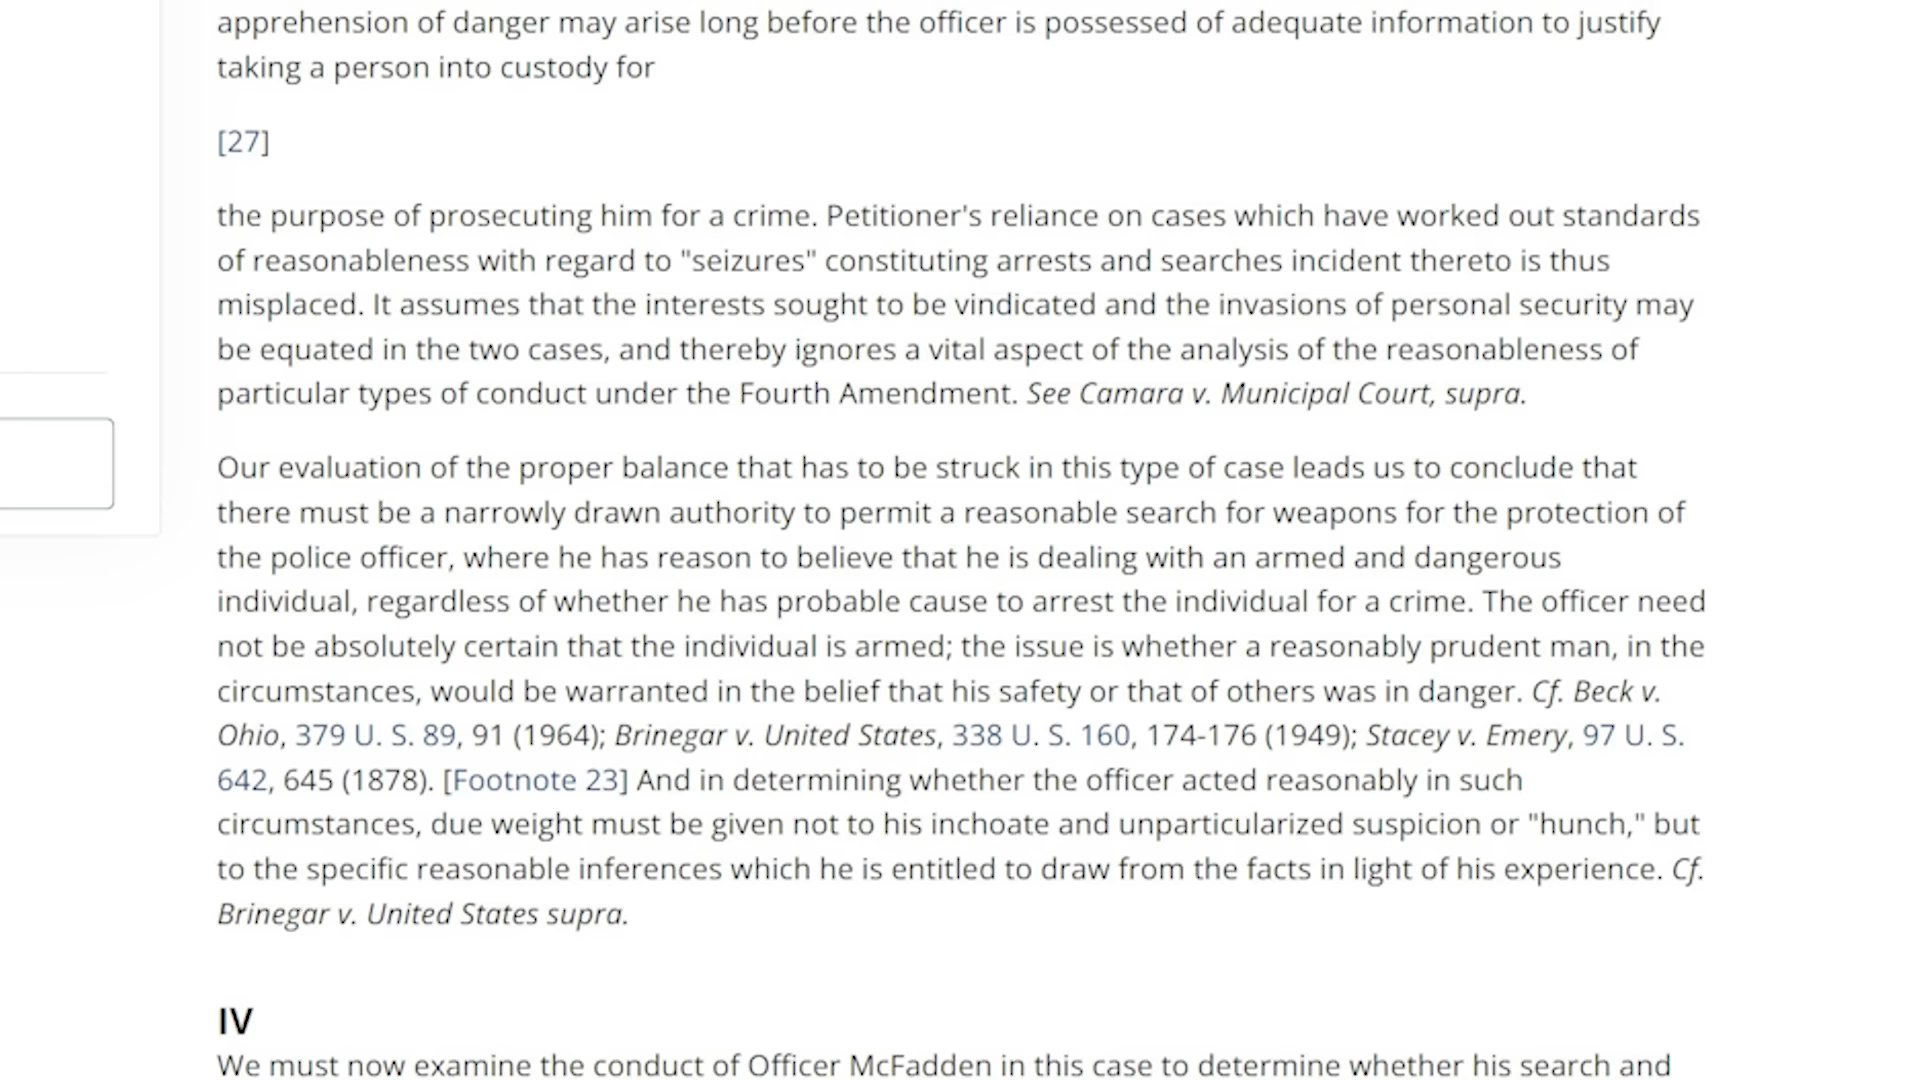 apprehension of danger may arise long before the officer is possessed of adequate information to justify
taking a person into custody for
[27]
the purpose of prosecuting him for a crime. Petitioner's reliance on cases which have worked out standards
of reasonableness with regard to "seizures" constituting arrests and searches incident thereto is thus
misplaced. It assumes that the interests sought to be vindicated and the invasions of personal security may
be equated in the two cases, and thereby ignores a vital aspect of the analysis of the reasonableness of
particular types of conduct under the Fourth Amendment. See Camara v. Municipal Court, supra.
Our evaluation of the proper balance that has to be struck in this type of case leads us to conclude that
there must be a narrowly drawn authority to permit a reasonable search for weapons for the protection of
the police officer, where he has reason to believe that he is dealing with an armed and dangerous
individual, regardless of whether he has probable cause to arrest the individual for a crime. The officer need
not be absolutely certain that the individual is armed; the issue is whether a reasonably prudent man, in the
circumstances, would be warranted in the belief that his safety or that of others was in danger. Cf. Beck v.
Ohio, 379 U. S. 89, 91 (1964); Brinegar v. United States, 338 U. S. 160, 174-176 (1949); Stacey v. Emery, 97 U. S.
642, 645 (1878). [Footnote 23] And in determining whether the officer acted reasonably in such
circumstances, due weight must be given not to his inchoate and unparticularized suspicion or "hunch," but
to the specific reasonable inferences which he is entitled to draw from the facts in light of his experience. Cf.
Brinegar v. United States supra.
IV
We must now examine the conduct of Officer McFadden in this case to determine whether his search and